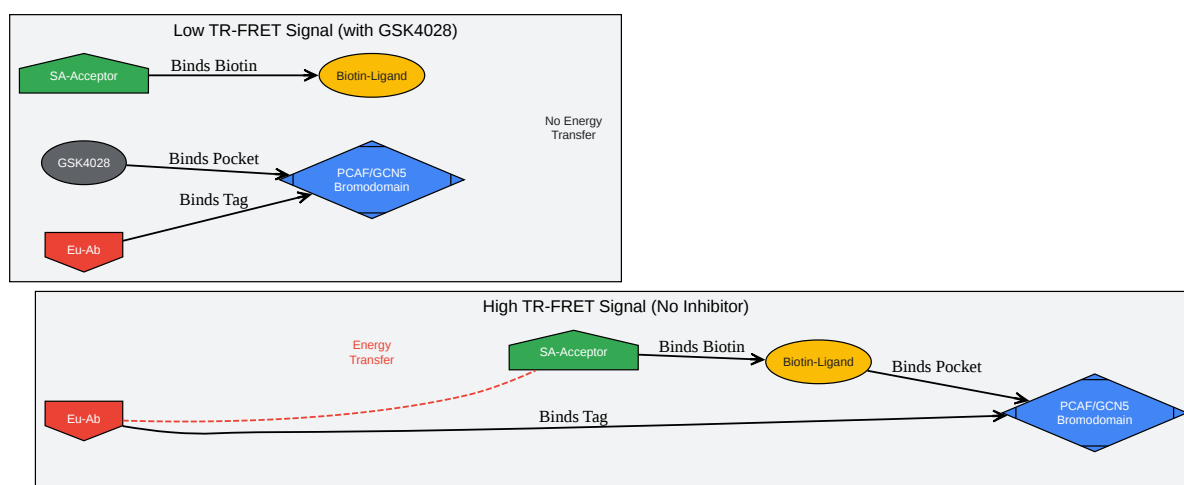 Low TR-FRET Signal (with GSK4028)
SA-Acceptor
Binds Biotin
Biotin-Ligand
No Energy
Transfer
GSK4028
Binds Pocket
PCAF/GCN5
Bromodomain
Binds Tag
Eu-Ab
High TR-FRET Signal (No Inhibitor)
Energy
Transfer
SA-Acceptor
Binds Biotin
Biotin-Ligand
Binds Pocket
Eu-Ab
Binds Tag
PCAF/GCN5
Bromodomain